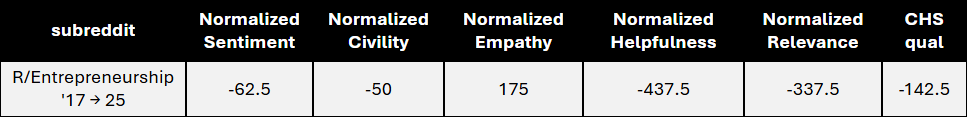 subreddit
Normalized
Sentiment
Normalized
Civility
Normalized
Empathy
Normalized
Helpfulness
Normalized
Relevance
CHS
qual
R/Entrepreneurship
'17 → 25
-62.5
-50
175
-437.5
-337.5
-142.5